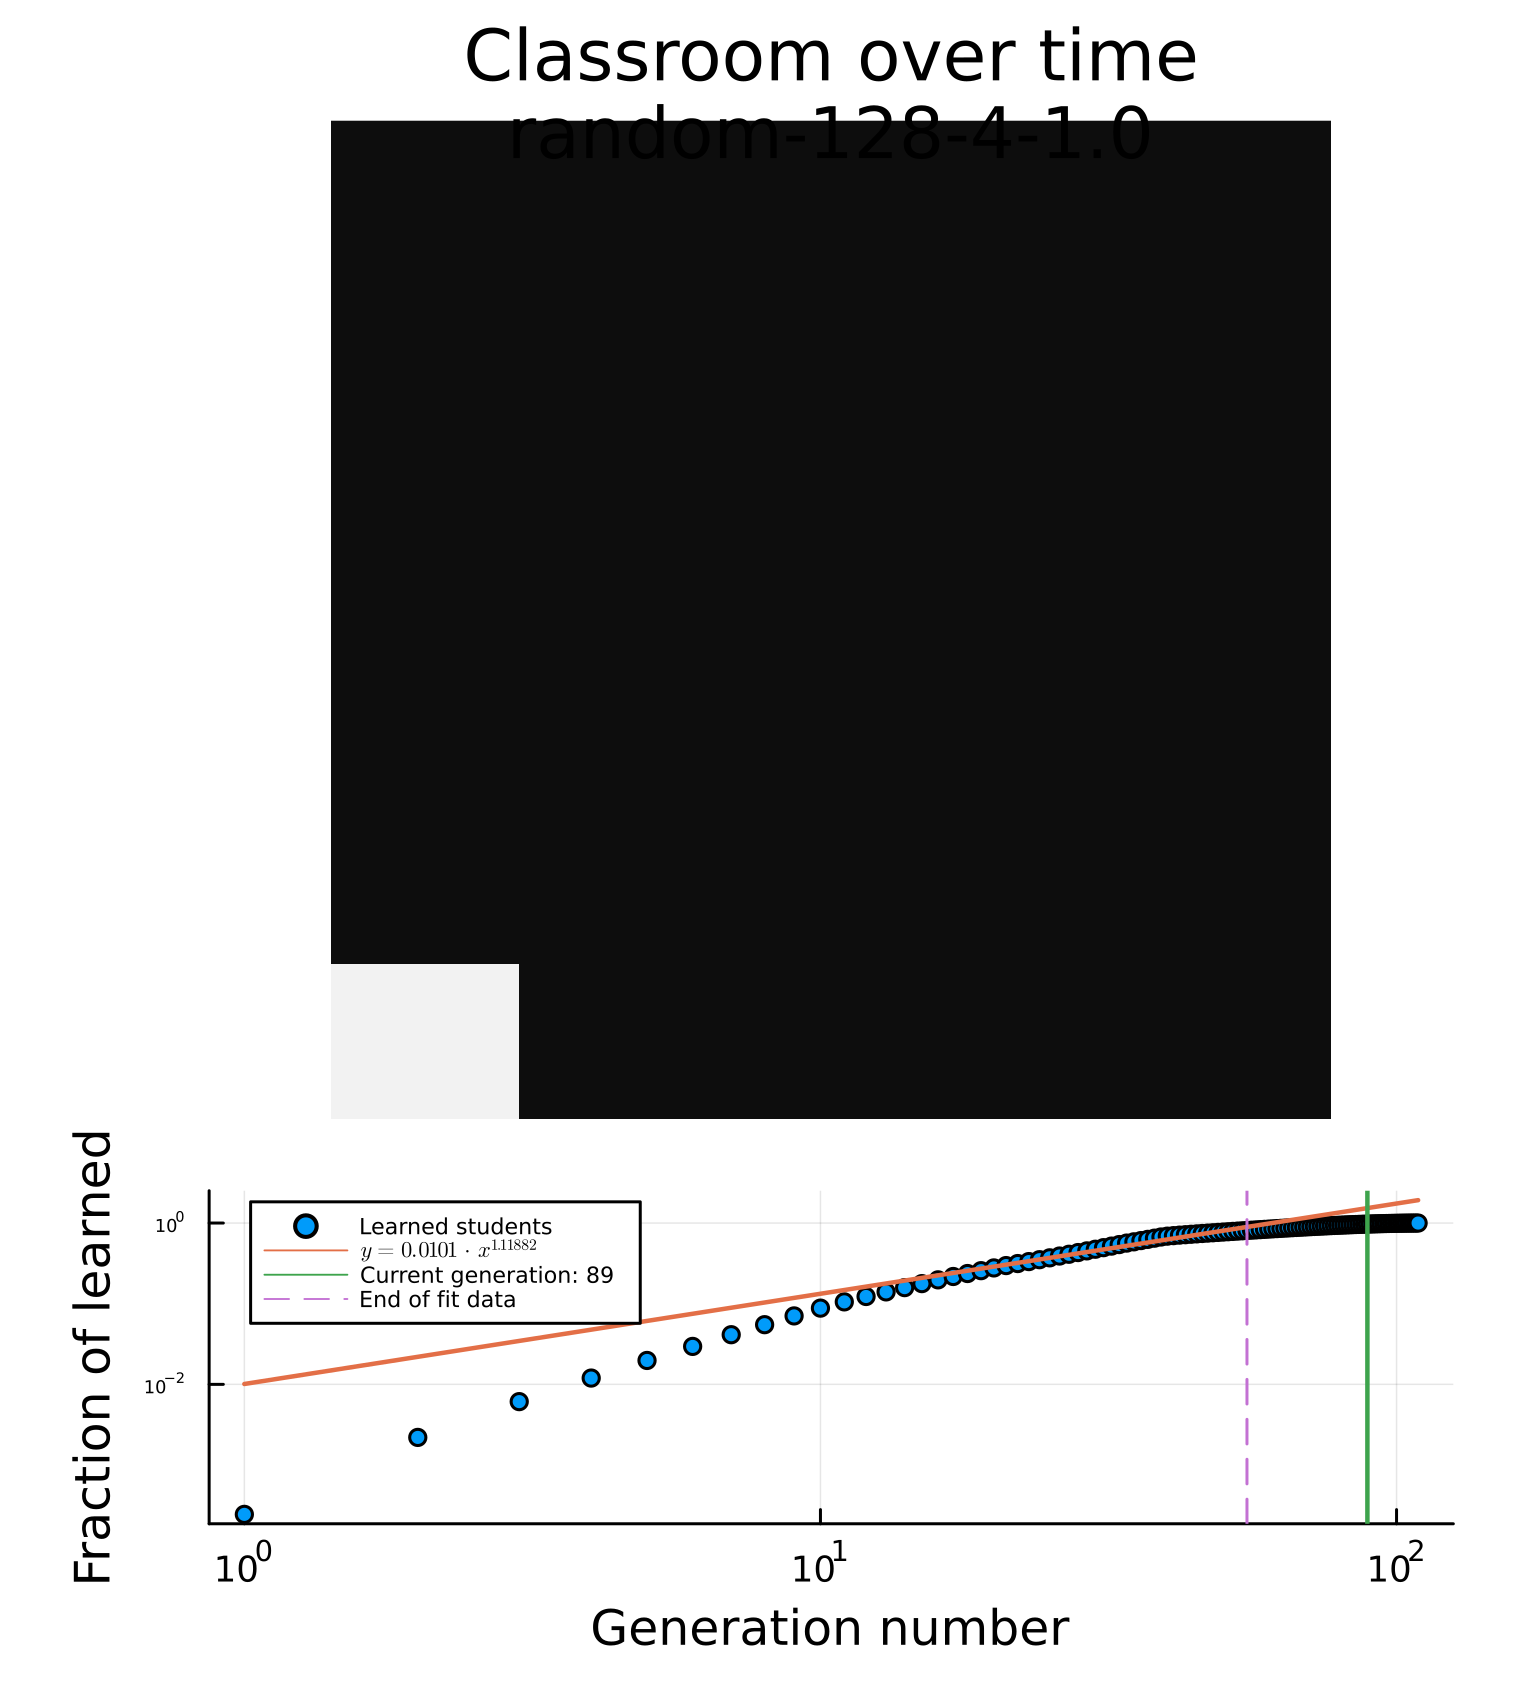 Classroom over time
random-128-4-1.0
Fraction of learned
10^0
10^−2
Learned students
y = 0.0101 · x^1.11882
Current generation: 89
End of fit data
10^0
10^1
10^2
Generation number